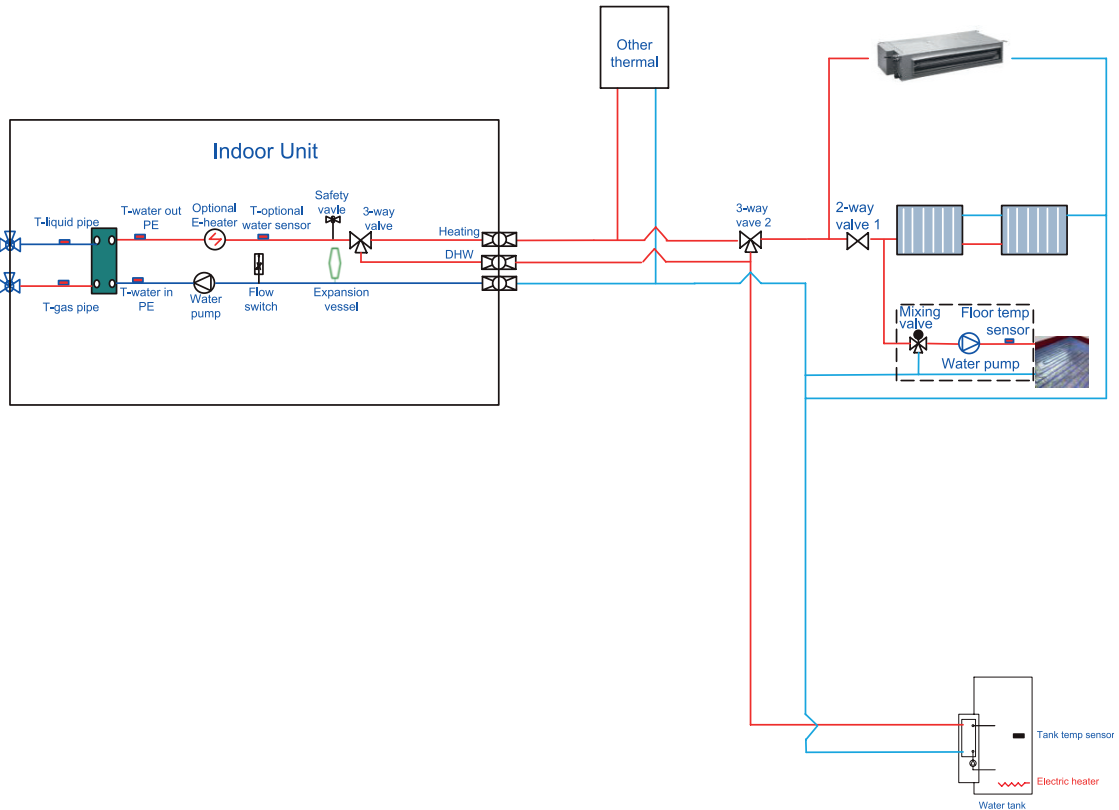 Other
thermal
Indoor Unit
Safety
vavle
T-liquid pipe
T-water out
PE
Optional
E-heater
T-optional
water sensor
3-way
valve
Heating
DHW
3-way
vave 2
2-way
valve 1
T-gas pipe
T-water in
PE
Water
pump
Flow
switch
Expansion
vessel
Mixing
valve
Floor temp
sensor
Water pump
Tank temp sensor
Electric heater
Water tank